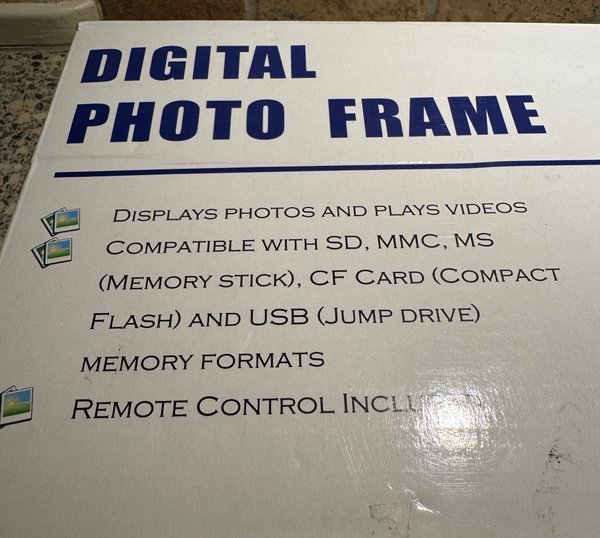 DIGITAL
PHOTO FRAME
DISPLAYS PHOTOS AND PLAYS VIDEOS
COMPATIBLE WITH SD, MMC, MS
(MEMORY STICK), CF CARD (COMPACT
FLASH) AND USB (JUMP DRIVE)
MEMORY FORMATS
REMOTE CONTROL